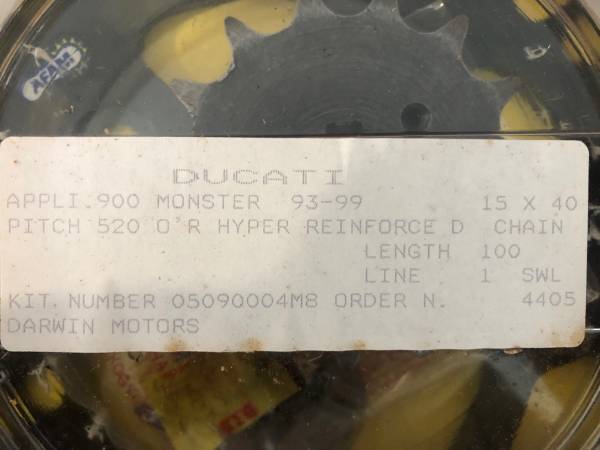 AFAM
DUCATI
APPLI. 900 MONSTER 93-99 15 X 40
PITCH 520 O'R HYPER REINFORCE D CHAIN
LENGTH 100
LINE 1 SWL
KIT. NUMBER 05090004M8 ORDER N. 4405
DARWIN MOTORS